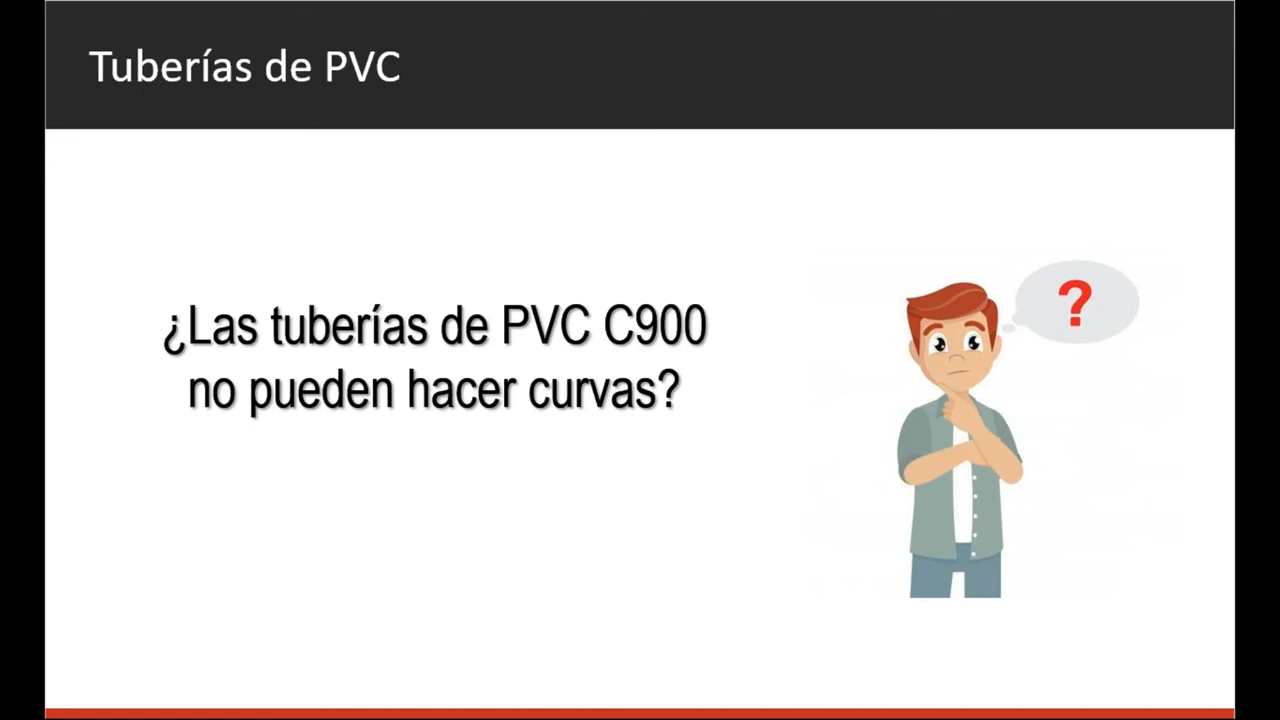 Tuberías de PVC
¿Las tuberías de PVC C900
no pueden hacer curvas?
?